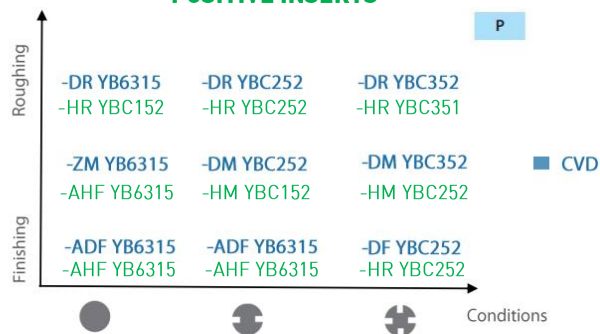 POSITIVE INSERTS
P
Roughing
-DR YB6315 -DR YBC252 -DR YBC352
-HR YBC152 -HR YBC252 -HR YBC351
-ZM YB6315 -DM YBC252 -DM YBC352
CVD
-AHF YB6315 -HM YBC152 -HM YBC252
Finishing
-ADF YB6315 -ADF YB6315 -DF YBC252
-AHF YB6315 -AHF YB6315 -HR YBC252
Conditions